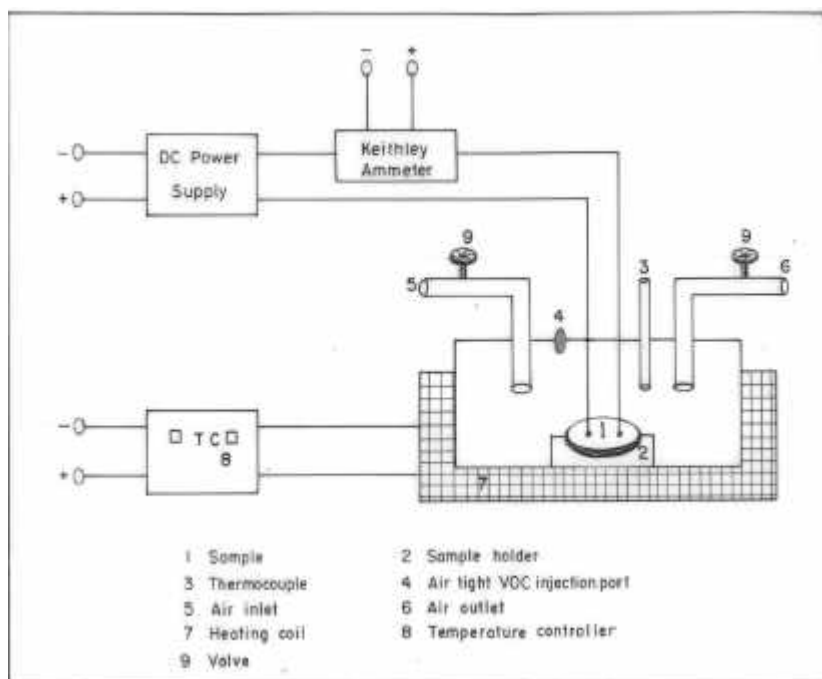 - +
DC Power
Supply
Keithley
Ammeter
-
+
9
9
5
3
6
4
1
2
-
+
TC
8
7
1 Sample
2 Sample holder
3 Thermocouple
4 Air tight VOC injection port
5 Air inlet
6 Air outlet
7 Heating coil
8 Temperature controller
9 Valve